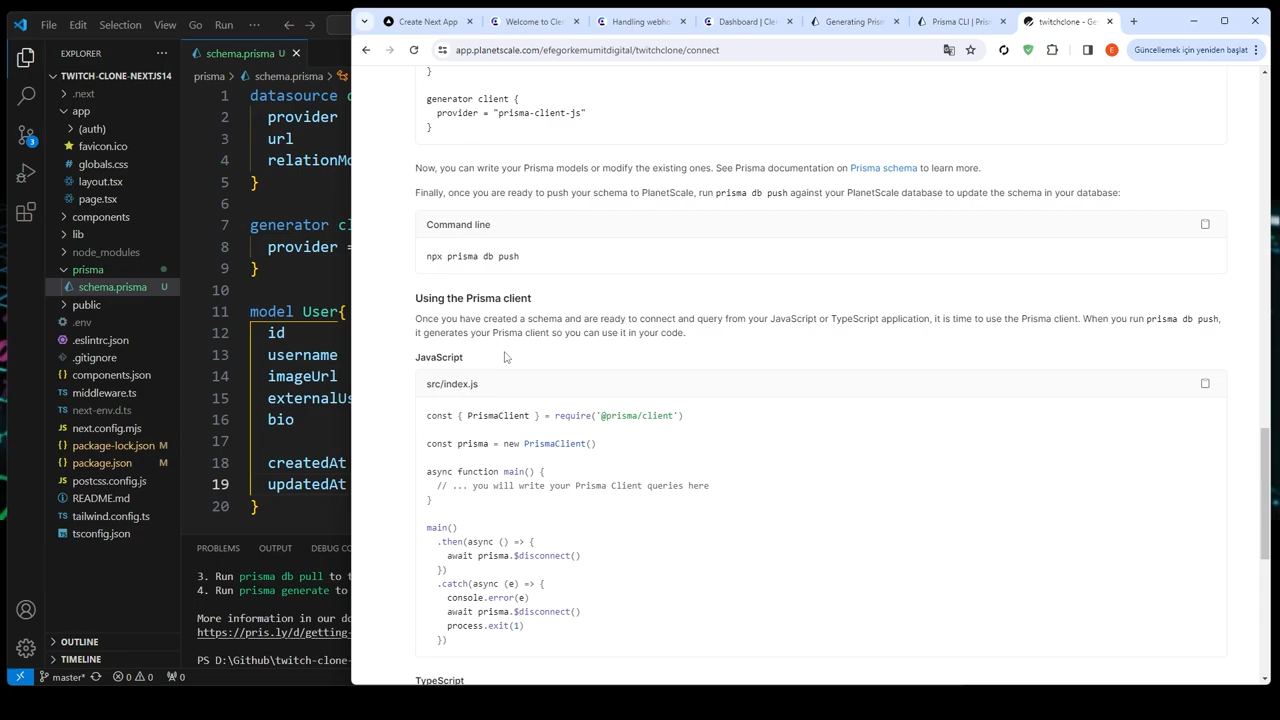 File Edit Selection View Go Run ···
EXPLORER ···
TWITCH-CLONE-NEXTJS14
.next
app
(auth)
favicon.ico
globals.css
layout.tsx
page.tsx
components
lib
node_modules
prisma
schema.prisma U
public
.env
.eslintrc.json
.gitignore
components.json
middleware.ts
next-env.d.ts
next.config.mjs
package-lock.json M
package.json M
postcss.config.js
README.md
tailwind.config.ts
tsconfig.json
OUTLINE
TIMELINE
master* 0 0 0
3
schema.prisma U
prisma > schema.prisma >
1 datasource
2 provider
3 url
4 relationMo
5 }
6
7 generator cl
8 provider =
9 }
10
11 model User{
12 id
13 username
14 imageUrl
15 externalUs
16 bio
17
18 createdAt
19 updatedAt
20 }
PROBLEMS OUTPUT DEBUG CO
3. Run prisma db pull to t
4. Run prisma generate to
More information in our do
https://pris.ly/d/getting-
PS D:\Github\twitch-clone-
Create Next App Welcome to Cle Handling webho Dashboard | Cle Generating Prism Prisma CLI | Pris twitchclone - Ge
app.planetscale.com/efegorkemumitdigital/twitchclone/connect
E Güncellemek için yeniden başlat
}
generator client {
provider = "prisma-client-js"
}
Now, you can write your Prisma models or modify the existing ones. See Prisma documentation on Prisma schema to learn more.
Finally, once you are ready to push your schema to PlanetScale, run prisma db push against your PlanetScale database to update the schema in your database:
Command line
npx prisma db push
Using the Prisma client
Once you have created a schema and are ready to connect and query from your JavaScript or TypeScript application, it is time to use the Prisma client. When you run prisma db push,
it generates your Prisma client so you can use it in your code.
JavaScript
src/index.js
const { PrismaClient } = require('@prisma/client')
const prisma = new PrismaClient()
async function main() {
// ... you will write your Prisma Client queries here
}
main()
.then(async () => {
await prisma.$disconnect()
})
.catch(async (e) => {
console.error(e)
await prisma.$disconnect()
process.exit(1)
})
TypeScript